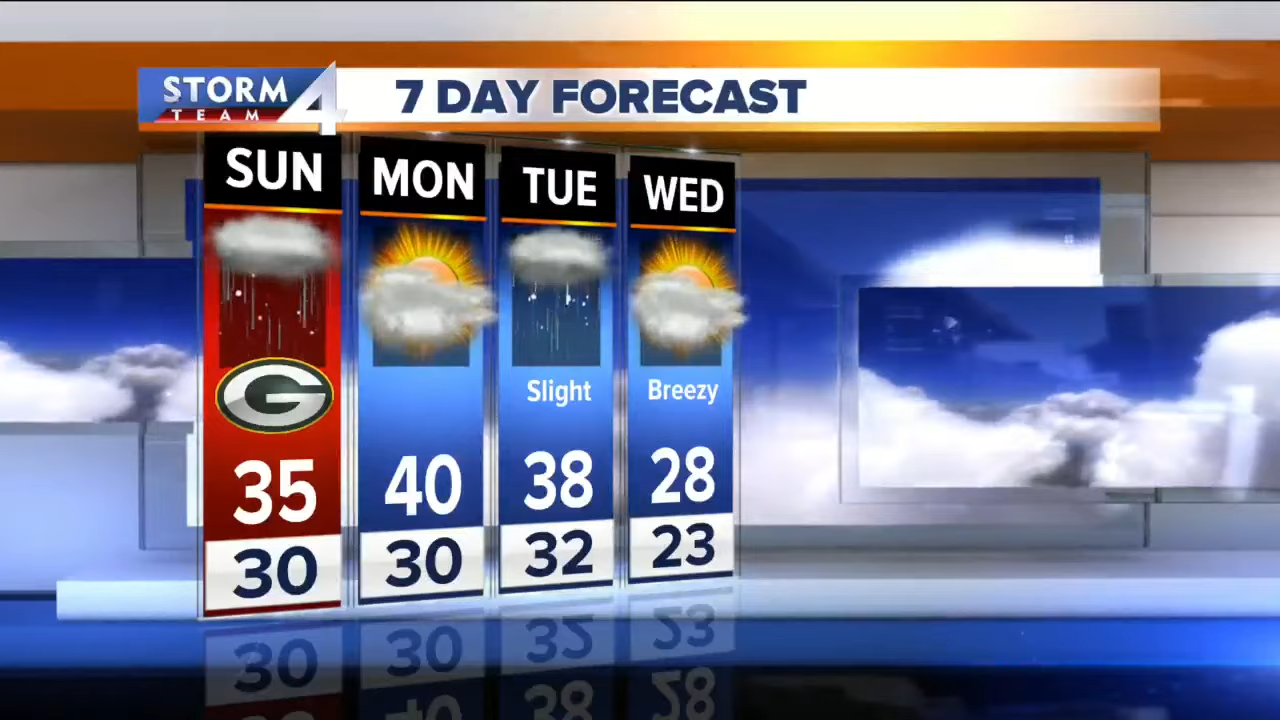 STORM
TEAM 4
7 DAY FORECAST
SUN MON TUE WED
G
Slight Breezy
35 40 38 28
30 30 32 23